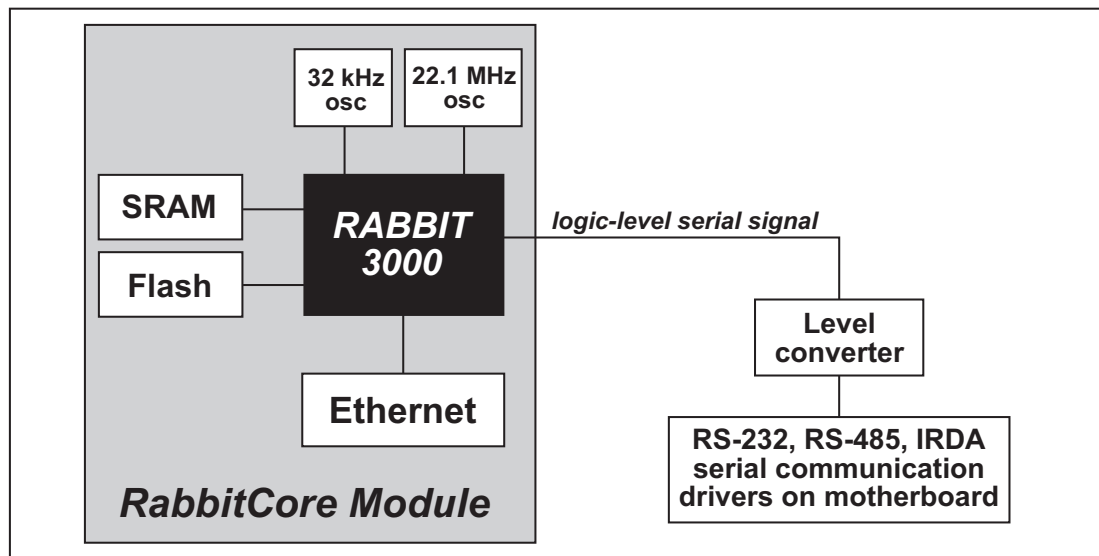 32 kHz
osc
22.1 MHz
osc
SRAM
RABBIT
3000
logic-level serial signal
Flash
Level
converter
Ethernet
RS-232, RS-485, IRDA
serial communication
drivers on motherboard
RabbitCore Module